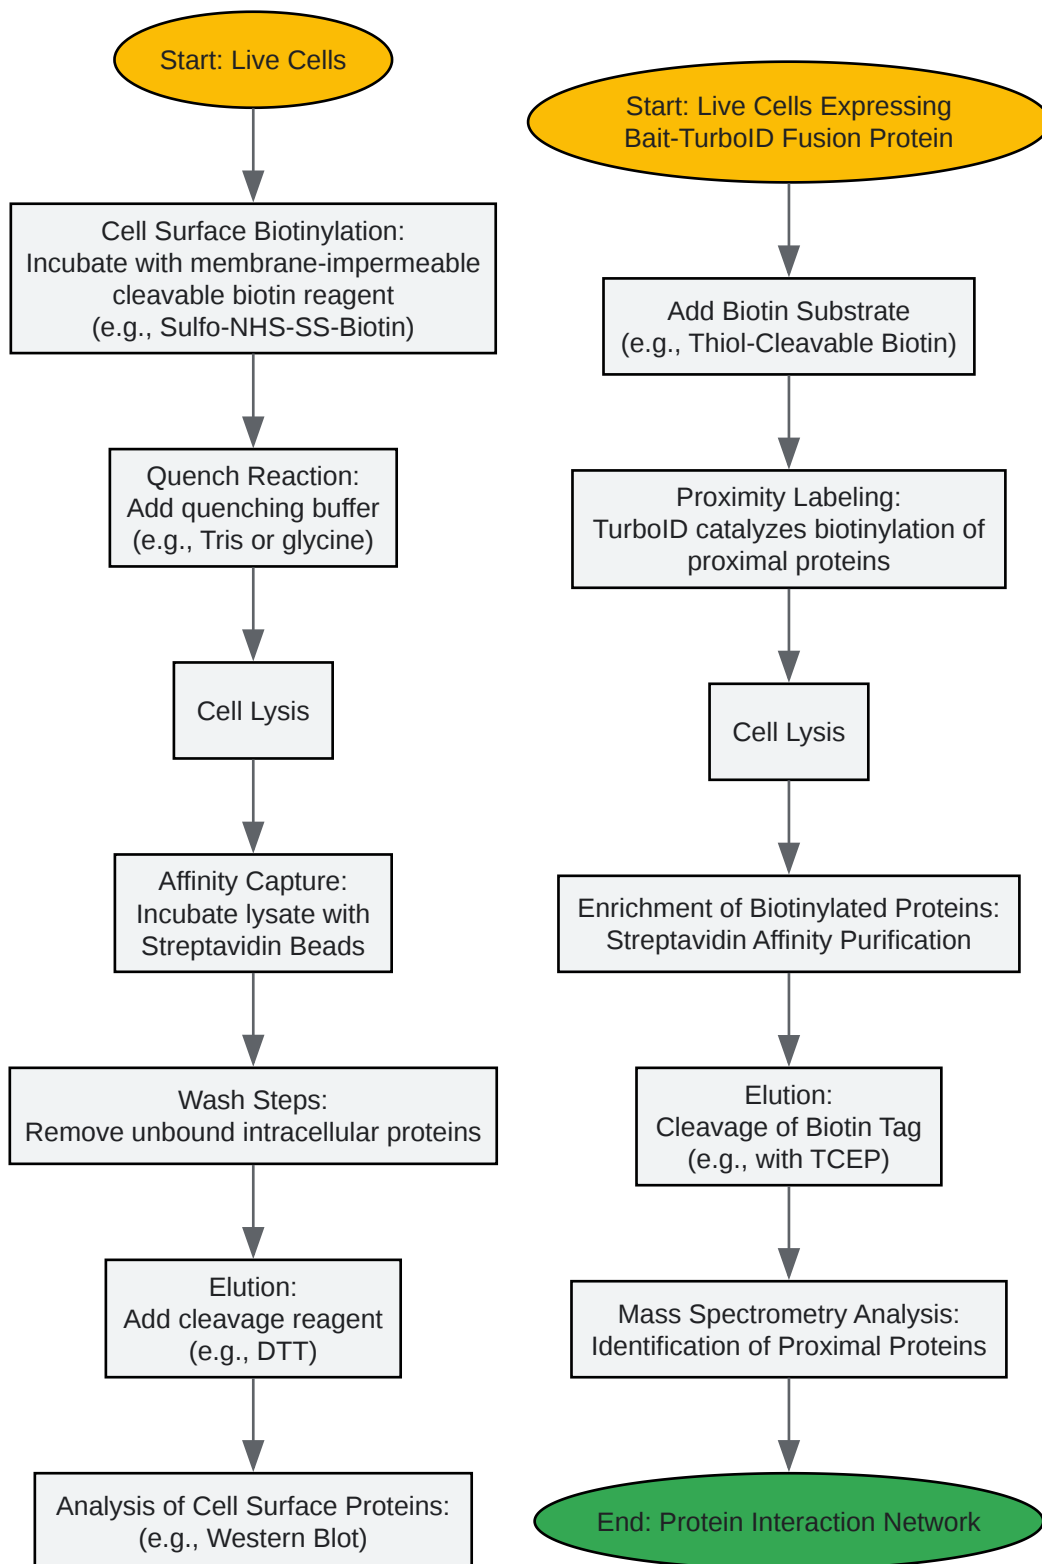 Start: Live Cells
Cell Surface Biotinylation:
Incubate with membrane-impermeable
cleavable biotin reagent
(e.g., Sulfo-NHS-SS-Biotin)
Quench Reaction:
Add quenching buffer
(e.g., Tris or glycine)
Cell Lysis
Affinity Capture:
Incubate lysate with
Streptavidin Beads
Wash Steps:
Remove unbound intracellular proteins
Elution:
Add cleavage reagent
(e.g., DTT)
Analysis of Cell Surface Proteins:
(e.g., Western Blot)
Start: Live Cells Expressing
Bait-TurboID Fusion Protein
Add Biotin Substrate
(e.g., Thiol-Cleavable Biotin)
Proximity Labeling:
TurboID catalyzes biotinylation of
proximal proteins
Cell Lysis
Enrichment of Biotinylated Proteins:
Streptavidin Affinity Purification
Elution:
Cleavage of Biotin Tag
(e.g., with TCEP)
Mass Spectrometry Analysis:
Identification of Proximal Proteins
End: Protein Interaction Network